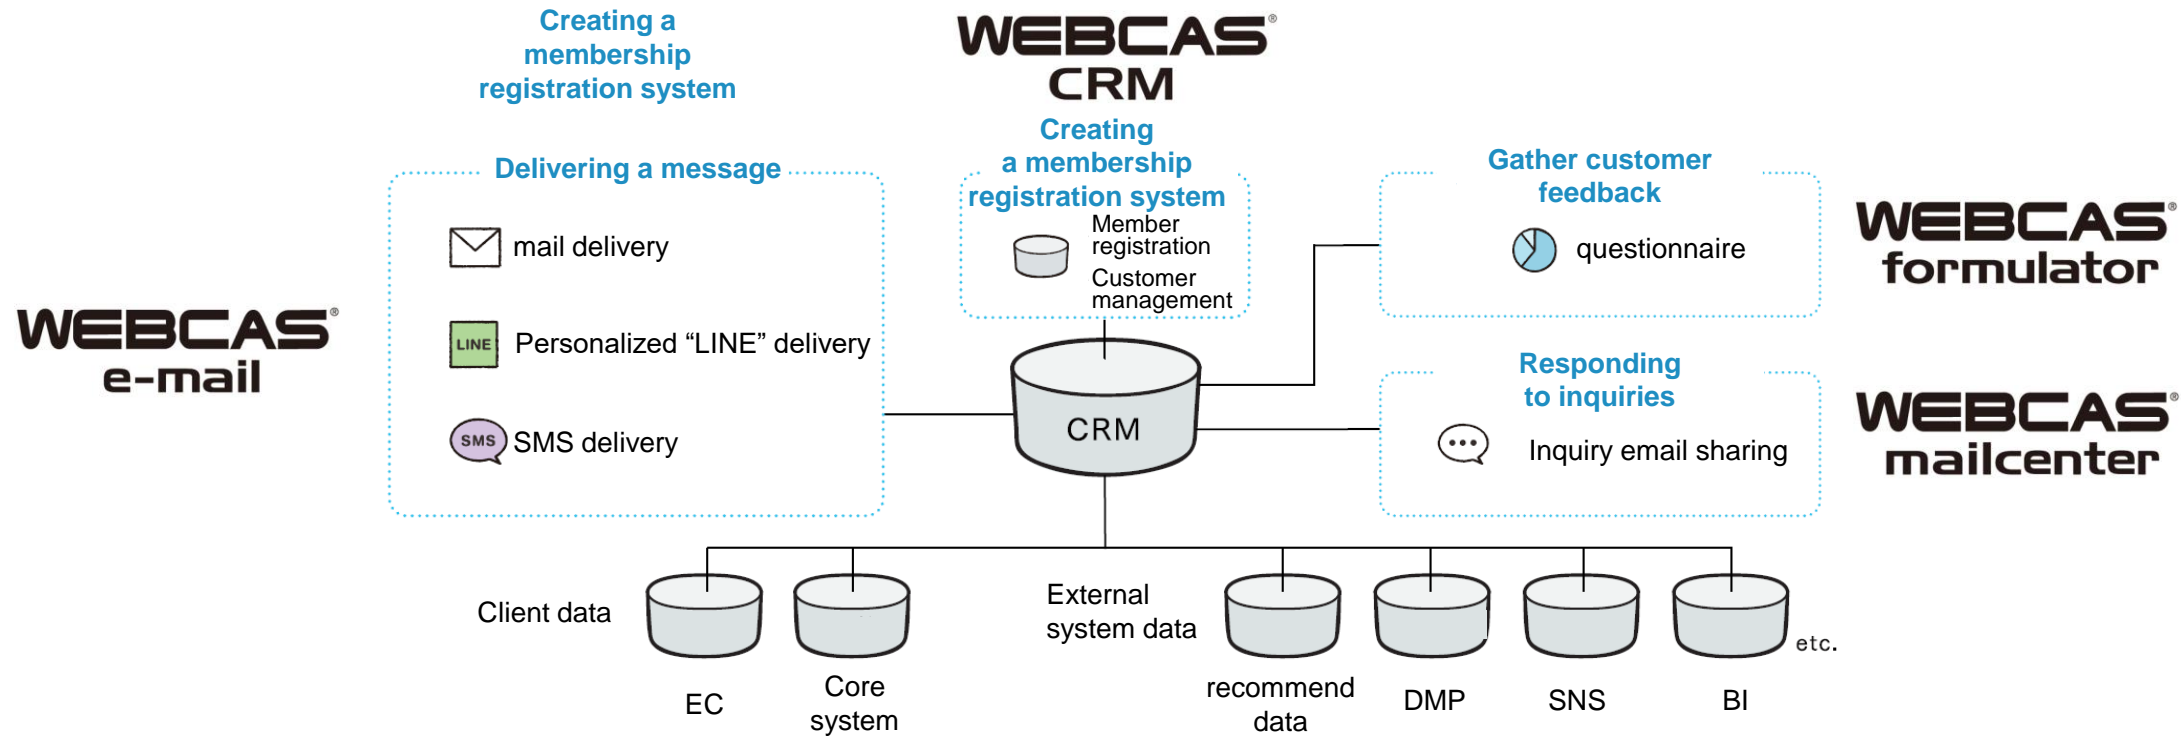 Creating a
membership
registration system
WEBCAS®
CRM
Creating
a membership
registration system
Member
registration
Customer
management
Delivering a message
mail delivery
LINE
Personalized “LINE” delivery
SMS
SMS delivery
WEBCAS®
e-mail
Gather customer
feedback
questionnaire
WEBCAS®
formulator
Responding
to inquiries
Inquiry email sharing
WEBCAS®
mailcenter
CRM
Client data
EC
Core
system
External
system data
recommend
data
DMP
SNS
BI
etc.